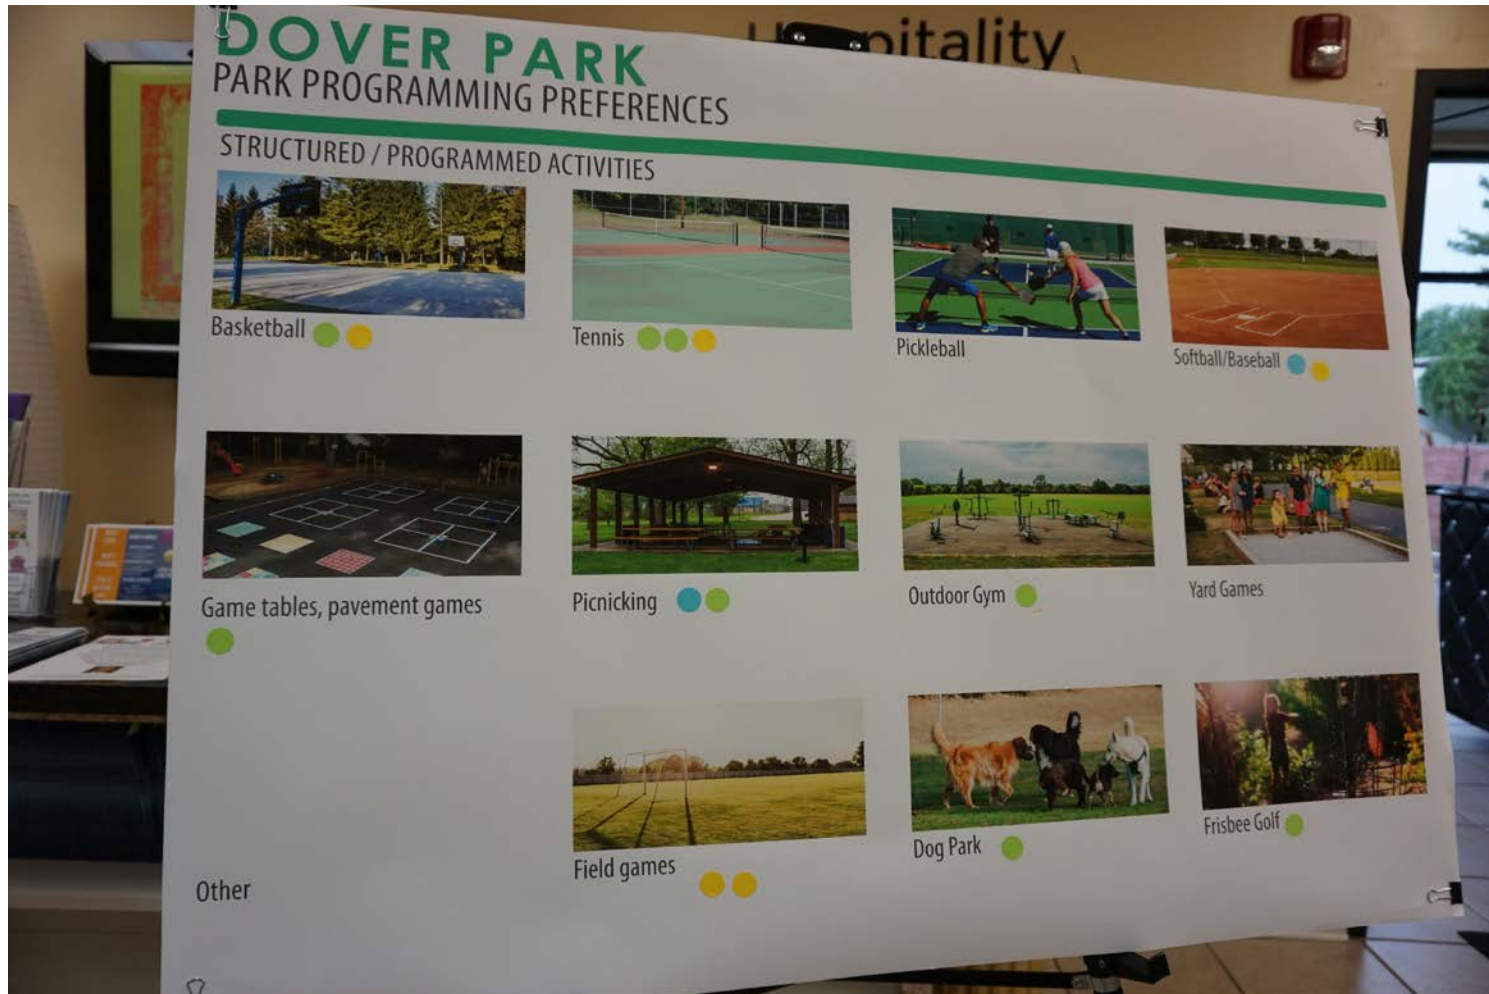 Hospitality
DOVER PARK
PARK PROGRAMMING PREFERENCES
STRUCTURED / PROGRAMMED ACTIVITIES
Basketball
Tennis
Pickleball
Softball/Baseball
Game tables, pavement games
Picnicking
Outdoor Gym
Yard Games
Other
Field games
Dog Park
Frisbee Golf